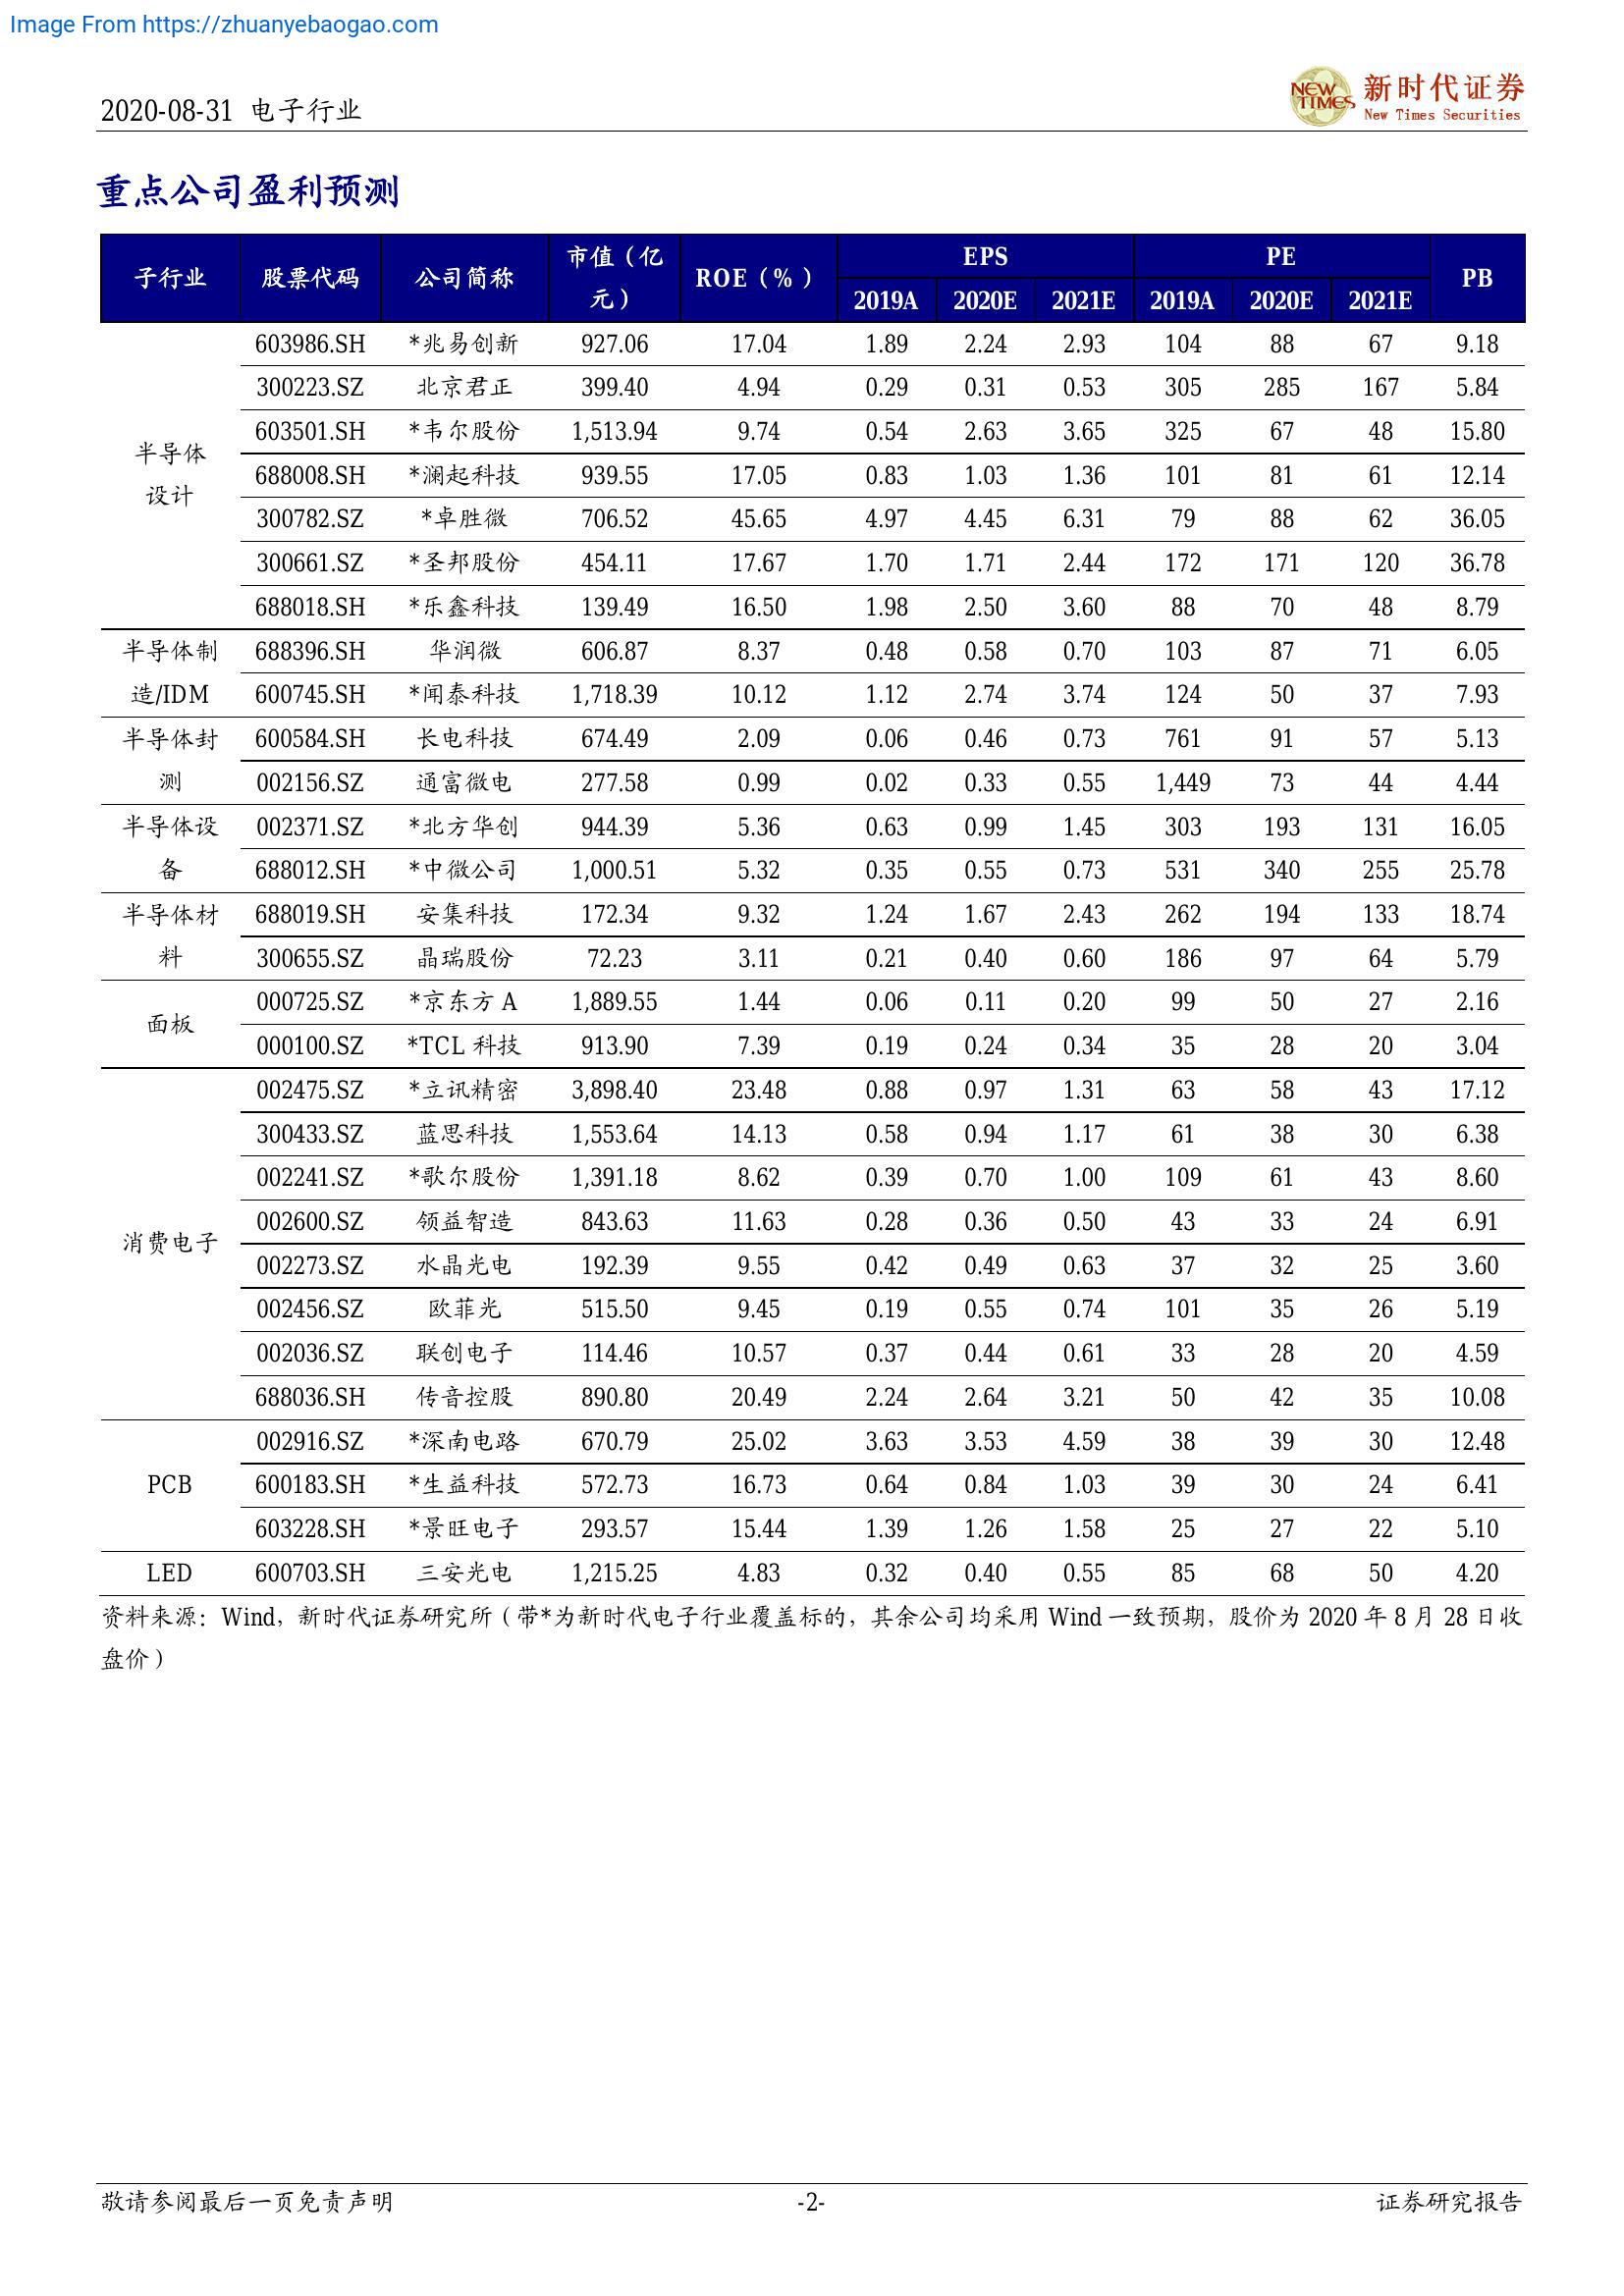 Image From https://zhuanyebaogao.com
2020-08-31 电子行业
NEW TIMES 新时代证券
New Times Securities
重点公司盈利预测
子行业 股票代码 公司简称 市值（亿元） ROE（%） EPS PE PB
2019A 2020E 2021E 2019A 2020E 2021E
半导体设计 603986.SH *兆易创新 927.06 17.04 1.89 2.24 2.93 104 88 67 9.18
300223.SZ 北京君正 399.40 4.94 0.29 0.31 0.53 305 285 167 5.84
603501.SH *韦尔股份 1,513.94 9.74 0.54 2.63 3.65 325 67 48 15.80
688008.SH *澜起科技 939.55 17.05 0.83 1.03 1.36 101 81 61 12.14
300782.SZ *卓胜微 706.52 45.65 4.97 4.45 6.31 79 88 62 36.05
300661.SZ *圣邦股份 454.11 17.67 1.70 1.71 2.44 172 171 120 36.78
688018.SH *乐鑫科技 139.49 16.50 1.98 2.50 3.60 88 70 48 8.79
半导体制造/IDM 688396.SH 华润微 606.87 8.37 0.48 0.58 0.70 103 87 71 6.05
600745.SH *闻泰科技 1,718.39 10.12 1.12 2.74 3.74 124 50 37 7.93
半导体封测 600584.SH 长电科技 674.49 2.09 0.06 0.46 0.73 761 91 57 5.13
002156.SZ 通富微电 277.58 0.99 0.02 0.33 0.55 1,449 73 44 4.44
半导体设备 002371.SZ *北方华创 944.39 5.36 0.63 0.99 1.45 303 193 131 16.05
688012.SH *中微公司 1,000.51 5.32 0.35 0.55 0.73 531 340 255 25.78
半导体材料 688019.SH 安集科技 172.34 9.32 1.24 1.67 2.43 262 194 133 18.74
300655.SZ 晶瑞股份 72.23 3.11 0.21 0.40 0.60 186 97 64 5.79
面板 000725.SZ *京东方 A 1,889.55 1.44 0.06 0.11 0.20 99 50 27 2.16
000100.SZ *TCL 科技 913.90 7.39 0.19 0.24 0.34 35 28 20 3.04
消费电子 002475.SZ *立讯精密 3,898.40 23.48 0.88 0.97 1.31 63 58 43 17.12
300433.SZ 蓝思科技 1,553.64 14.13 0.58 0.94 1.17 61 38 30 6.38
002241.SZ *歌尔股份 1,391.18 8.62 0.39 0.70 1.00 109 61 43 8.60
002600.SZ 领益智造 843.63 11.63 0.28 0.36 0.50 43 33 24 6.91
002273.SZ 水晶光电 192.39 9.55 0.42 0.49 0.63 37 32 25 3.60
002456.SZ 欧菲光 515.50 9.45 0.19 0.55 0.74 101 35 26 5.19
002036.SZ 联创电子 114.46 10.57 0.37 0.44 0.61 33 28 20 4.59
688036.SH 传音控股 890.80 20.49 2.24 2.64 3.21 50 42 35 10.08
PCB 002916.SZ *深南电路 670.79 25.02 3.63 3.53 4.59 38 39 30 12.48
600183.SH *生益科技 572.73 16.73 0.64 0.84 1.03 39 30 24 6.41
603228.SH *景旺电子 293.57 15.44 1.39 1.26 1.58 25 27 22 5.10
LED 600703.SH 三安光电 1,215.25 4.83 0.32 0.40 0.55 85 68 50 4.20
资料来源：Wind，新时代证券研究所（带*为新时代电子行业覆盖标的，其余公司均采用 Wind 一致预期，股价为 2020 年 8 月 28 日收
盘价）
敬请参阅最后一页免责声明 -2- 证券研究报告